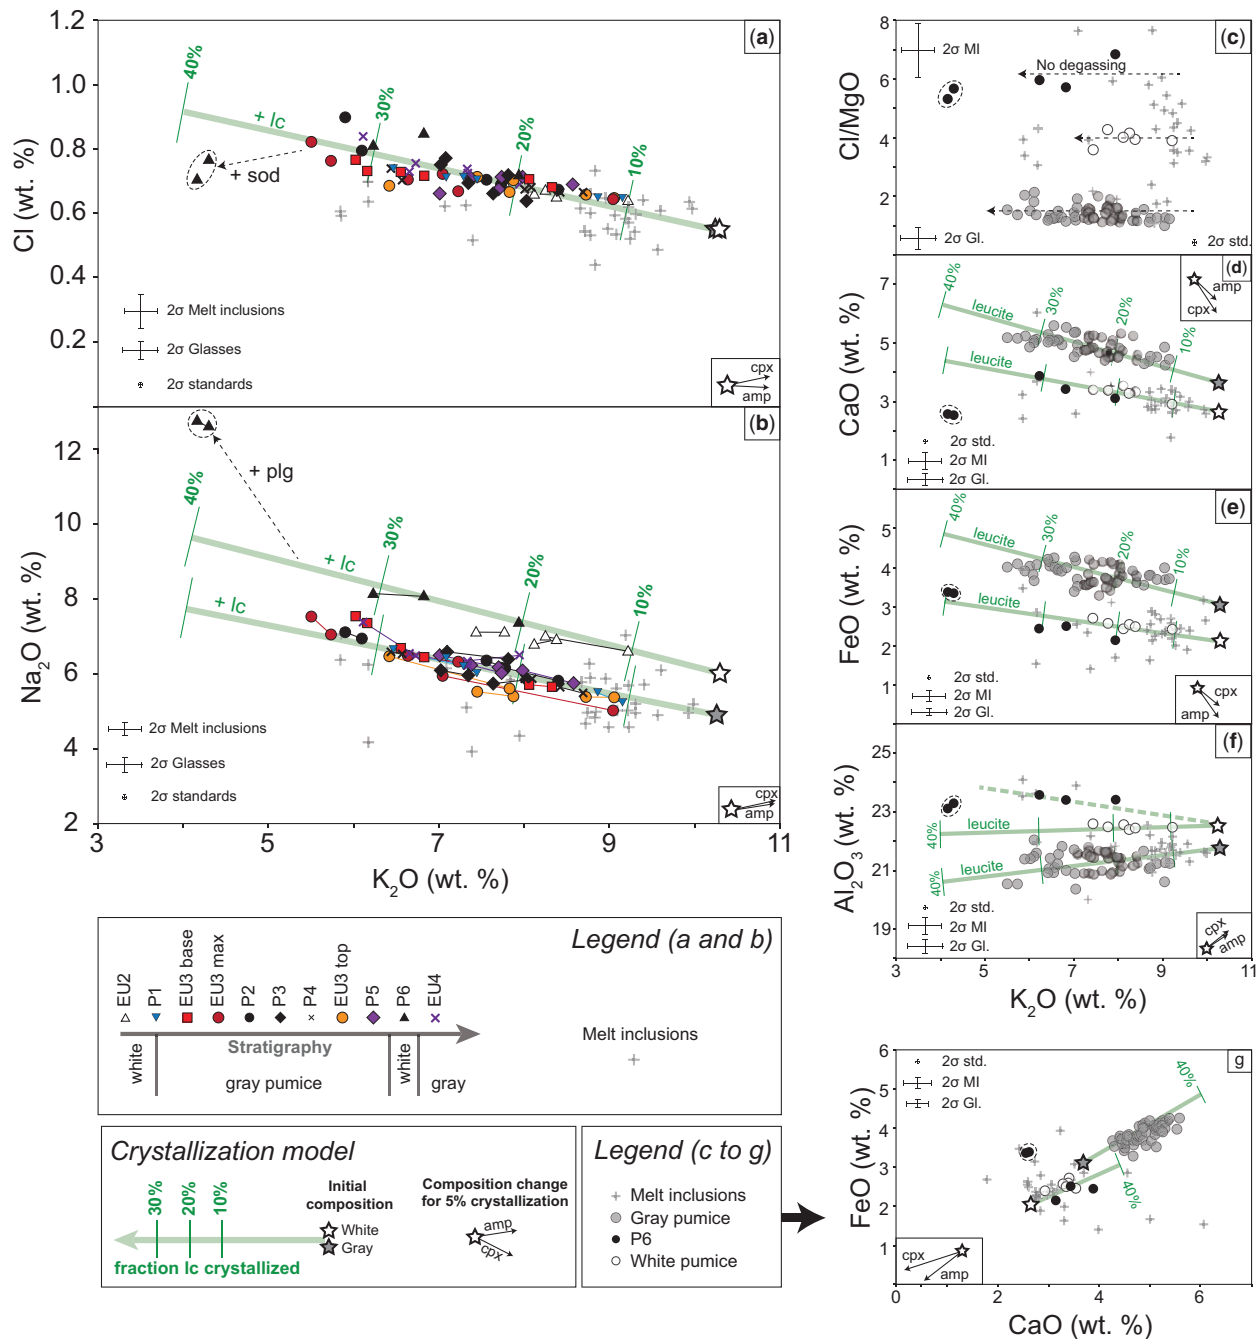 1.2
1.0
0.8
0.6
0.4
0.2
Cl (wt. %)
(a)
40%
+ lc
30%
20%
10%
+ sod
2σ Melt inclusions
2σ Glasses
2σ standards
cpx
amp
12
10
8
6
4
2
Na2O (wt. %)
(b)
+ plg
40%
+ lc
30%
20%
10%
+ lc
2σ Melt inclusions
2σ Glasses
2σ standards
cpx
amp
3
5
7
9
11
K2O (wt. %)
8
6
4
2
Cl/MgO
(c)
2σ MI
No degassing
2σ Gl.
2σ std.
7
5
3
1
CaO (wt. %)
(d)
amp
cpx
40%
leucite
30%
20%
10%
leucite
2σ std.
2σ MI
2σ Gl.
5
4
3
2
1
FeO (wt. %)
(e)
40%
leucite
30%
20%
10%
leucite
2σ std.
2σ MI
2σ Gl.
cpx
amp
25
23
21
19
Al2O3 (wt. %)
(f)
40%
leucite
leucite
40%
2σ std.
2σ MI
2σ Gl.
cpx
amp
3
5
7
9
11
K2O (wt. %)
Legend (a and b)
EU2
P1
EU3 base
EU3 max
P2
P3
P4
EU3 top
P5
P6
EU4
Stratigraphy
white
gray pumice
white
gray
Melt inclusions
Crystallization model
30%
20%
10%
fraction lc crystallized
Initial
composition
White
Gray
Composition change
for 5% crystallization
amp
cpx
Legend (c to g)
Melt inclusions
Gray pumice
P6
White pumice
6
5
4
3
2
1
FeO (wt. %)
g
2σ std.
2σ MI
2σ Gl.
40%
40%
cpx
amp
0
2
4
6
CaO (wt. %)